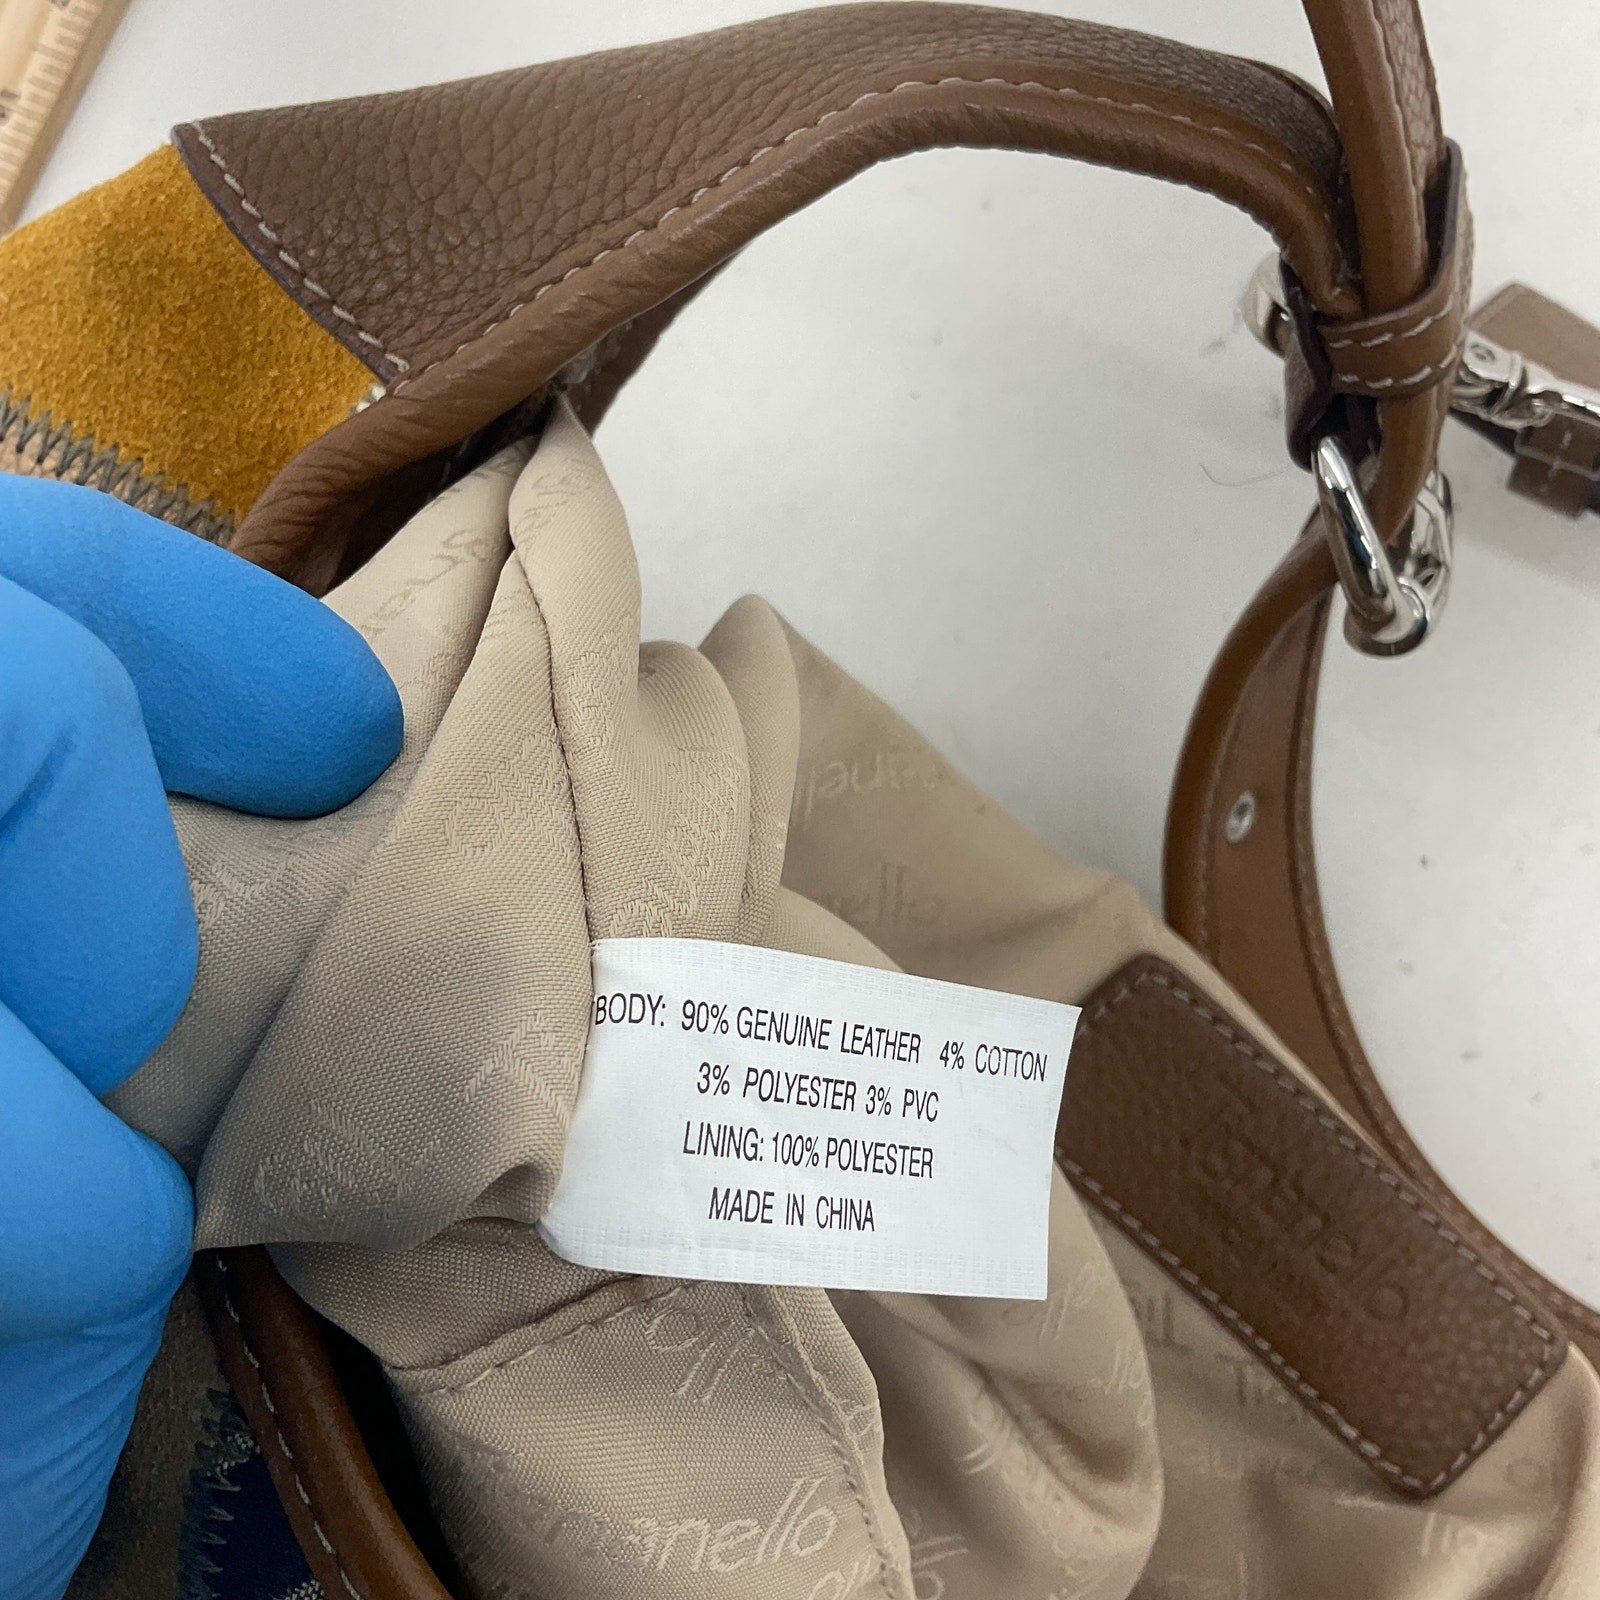 BODY: 90% GENUINE LEATHER 4% COTTON
3% POLYESTER 3% PVC
LINING: 100% POLYESTER
MADE IN CHINA